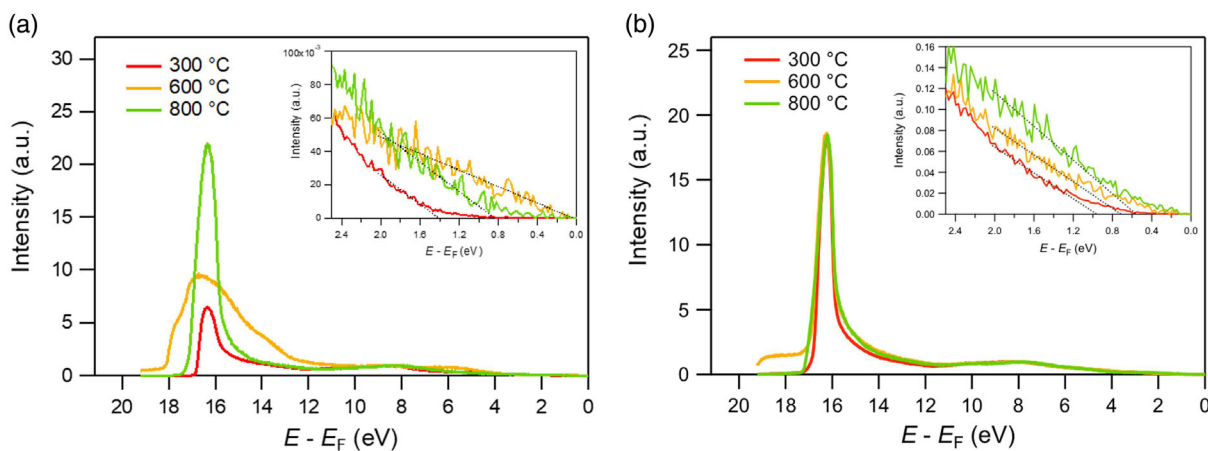 (a)
30
25
20
15
10
5
0
Intensity (a.u.)
300 °C
600 °C
800 °C
100x10⁻³
80
60
40
20
0
Intensity (a.u.)
2.4 2.0 1.6 1.2 0.8 0.4 0.0
E - E_F (eV)
20 18 16 14 12 10 8 6 4 2 0
E - E_F (eV)
(b)
25
20
15
10
5
0
Intensity (a.u.)
300 °C
600 °C
800 °C
0.16
0.14
0.12
0.10
0.08
0.06
0.04
0.02
0.00
Intensity (a.u.)
2.4 2.0 1.6 1.2 0.8 0.4 0.0
E - E_F (eV)
20 18 16 14 12 10 8 6 4 2 0
E - E_F (eV)